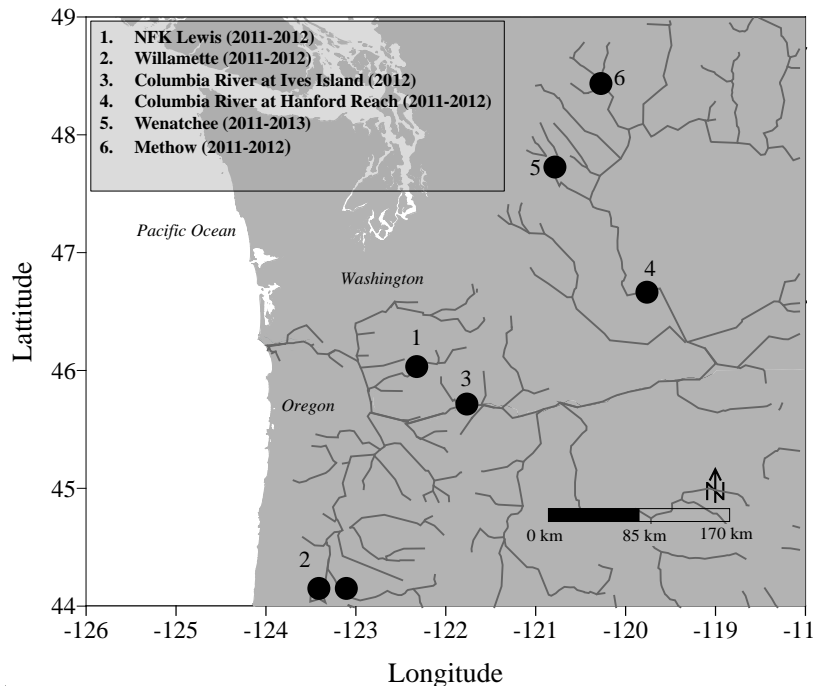 49
1. NFK Lewis (2011-2012)
2. Willamette (2011-2012)
3. Columbia River at Ives Island (2012)
4. Columbia River at Hanford Reach (2011-2012)
5. Wenatchee (2011-2013)
6. Methow (2011-2012)
6
48
5
Pacific Ocean
47
Washington
4
Lattitude
46
1
3
Oregon
45
N
0 km 85 km 170 km
2
44
-126 -125 -124 -123 -122 -121 -120 -119 -11
Longitude